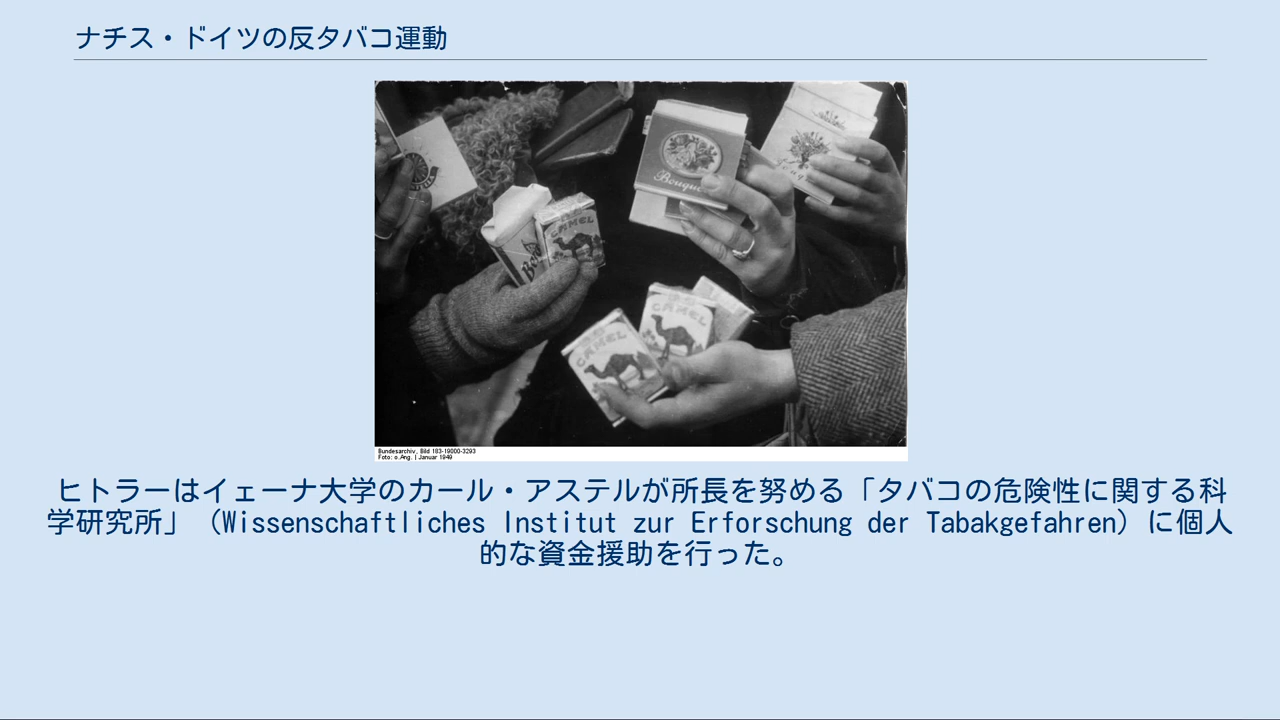 ナチス・ドイツの反タバコ運動
Bouque
CAMEL
CAMEL
CAMEL
Bundesarchiv, Bild 183-19000-3293
Foto: o.Ang. | Januar 1949
ヒトラーはイェーナ大学のカール・アステルが所長を努める「タバコの危険性に関する科
学研究所」（Wissenschaftliches Institut zur Erforschung der Tabakgefahren）に個人
的な資金援助を行った。